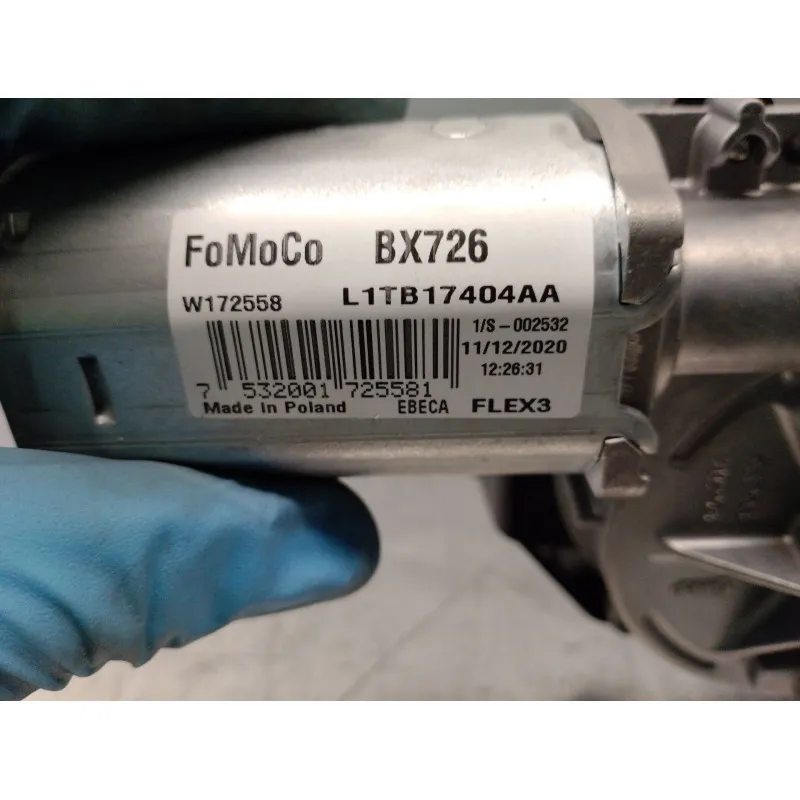 FoMoCo BX726
W172558 L1TB17404AA
1/S-002532
11/12/2020
12:26:31
7 532001 725581
Made in Poland EBECA FLEX3